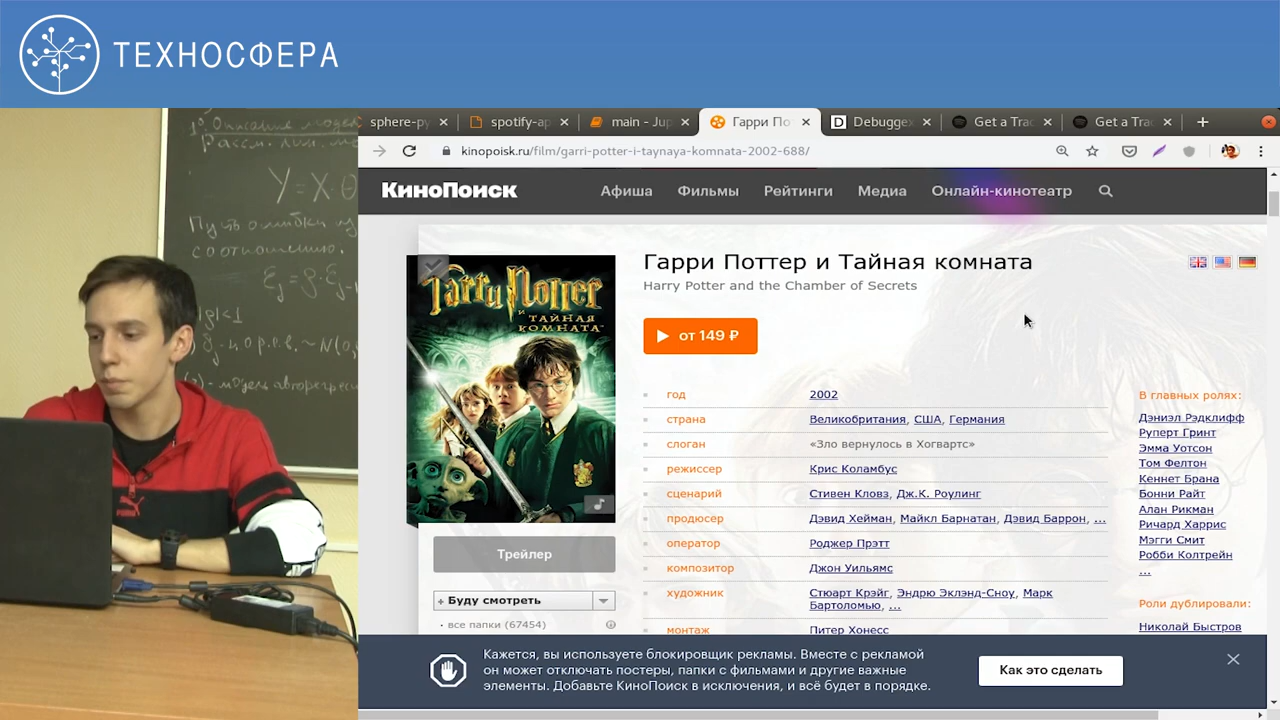 ТЕХНОСФЕРА
sphere-py
spotify-ap
main - Jup
Гарри По
Debuggex
Get a Trac
Get a Trac
kinopoisk.ru/film/garri-potter-i-taynaya-komnata-2002-688/
КиноПоиск
Афиша Фильмы Рейтинги Медиа Онлайн-кинотеатр
Гарри Поттер и Тайная комната
Harry Potter and the Chamber of Secrets
от 149 ₽
Гарри Поттер
и
ТАЙНАЯ
КОМНАТА
Трейлер
+ Буду смотреть
• все папки (67454)
год 2002
страна Великобритания, США, Германия
слоган «Зло вернулось в Хогвартс»
режиссер Крис Коламбус
сценарий Стивен Кловз, Дж.К. Роулинг
продюсер Дэвид Хейман, Майкл Барнатан, Дэвид Баррон, ...
оператор Роджер Прэтт
композитор Джон Уильямс
художник Стюарт Крэйг, Эндрю Эклэнд-Сноу, Марк
Бартоломью, ...
монтаж Питер Хонесс
В главных ролях:
Дэниэл Рэдклифф
Руперт Гринт
Эмма Уотсон
Том Фелтон
Кеннет Брана
Бонни Райт
Алан Рикман
Ричард Харрис
Мэгги Смит
Робби Колтрейн
...
Роли дублировали:
Николай Быстров
Кажется, вы используете блокировщик рекламы. Вместе с рекламой
он может отключать постеры, папки с фильмами и другие важные
элементы. Добавьте КиноПоиск в исключения, и всё будет в порядке.
Как это сделать
Y = X · θ
Пусть ошибки
соотношению.